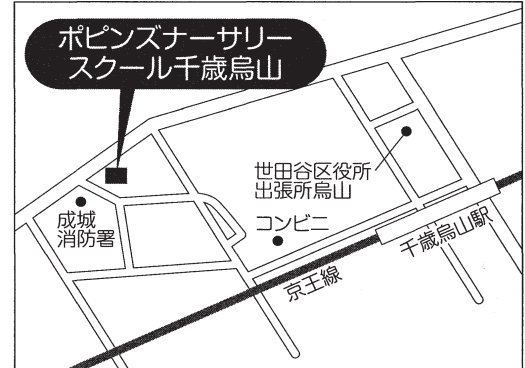 ポピンズナーサリー
スクール千歳烏山
世田谷区役所
出張所烏山
成城
消防署
コンビニ
千歳烏山駅
京王線